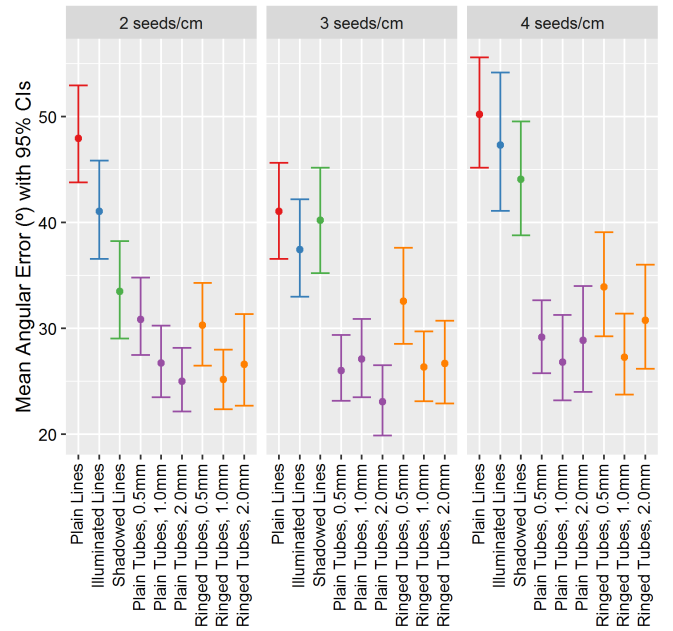 2 seeds/cm
3 seeds/cm
4 seeds/cm
Mean Angular Error (º) with 95% CIs
50
40
30
20
Plain Lines
Illuminated Lines
Shadowed Lines
Plain Tubes, 0.5mm
Plain Tubes, 1.0mm
Plain Tubes, 2.0mm
Ringed Tubes, 0.5mm
Ringed Tubes, 1.0mm
Ringed Tubes, 2.0mm
Plain Lines
Illuminated Lines
Shadowed Lines
Plain Tubes, 0.5mm
Plain Tubes, 1.0mm
Plain Tubes, 2.0mm
Ringed Tubes, 0.5mm
Ringed Tubes, 1.0mm
Ringed Tubes, 2.0mm
Plain Lines
Illuminated Lines
Shadowed Lines
Plain Tubes, 0.5mm
Plain Tubes, 1.0mm
Plain Tubes, 2.0mm
Ringed Tubes, 0.5mm
Ringed Tubes, 1.0mm
Ringed Tubes, 2.0mm